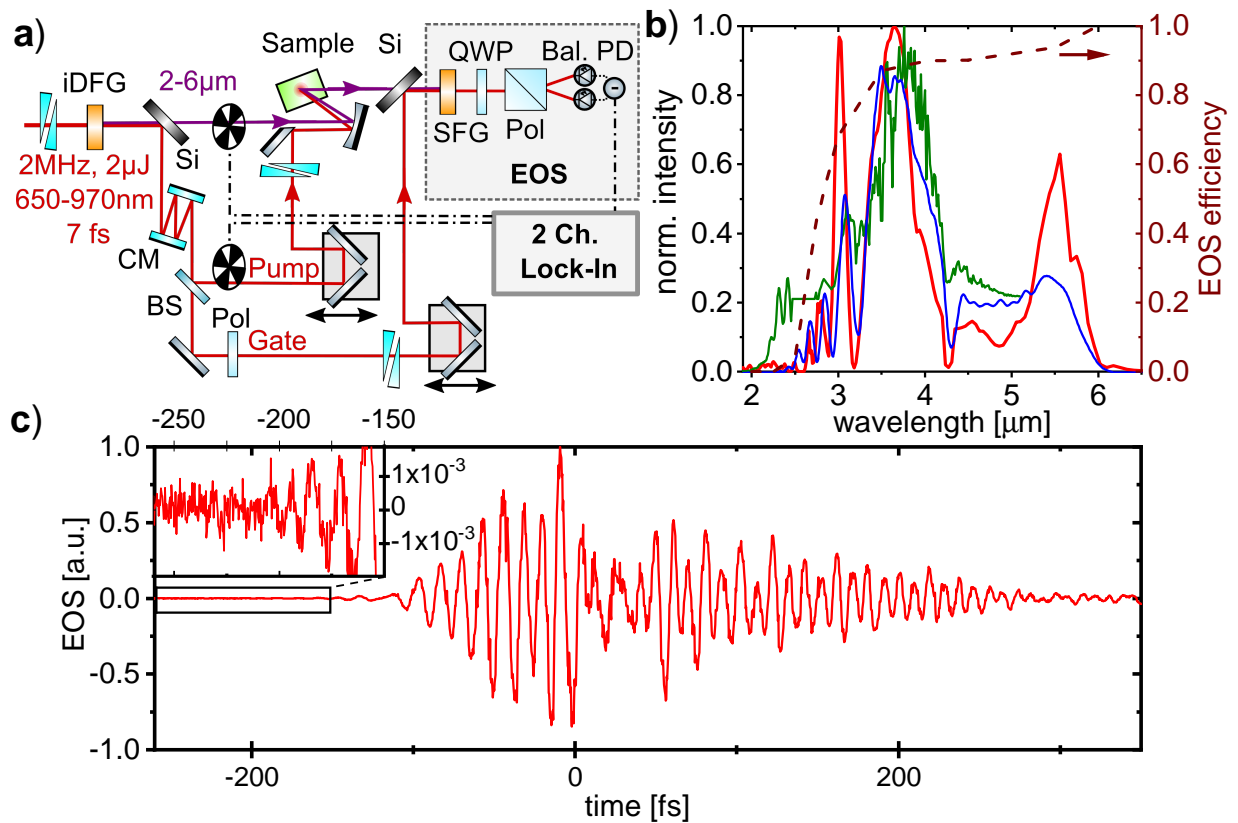 a)
Sample
Si
EOS
QWP
Bal. PD
SFG
Pol
iDFG
2-6μm
Si
2MHz, 2μJ
650-970nm
7 fs
CM
BS
Pump
Pol
Gate
2 Ch.
Lock-In
b)
1.0
0.8
0.6
0.4
0.2
0.0
norm. intensity
2
3
4
5
6
wavelength [μm]
1.0
0.8
0.6
0.4
0.2
0.0
EOS efficiency
c)
-250
-200
-150
1x10-3
0
-1x10-3
1.0
0.5
0.0
-0.5
-1.0
EOS [a.u.]
-200
0
200
time [fs]